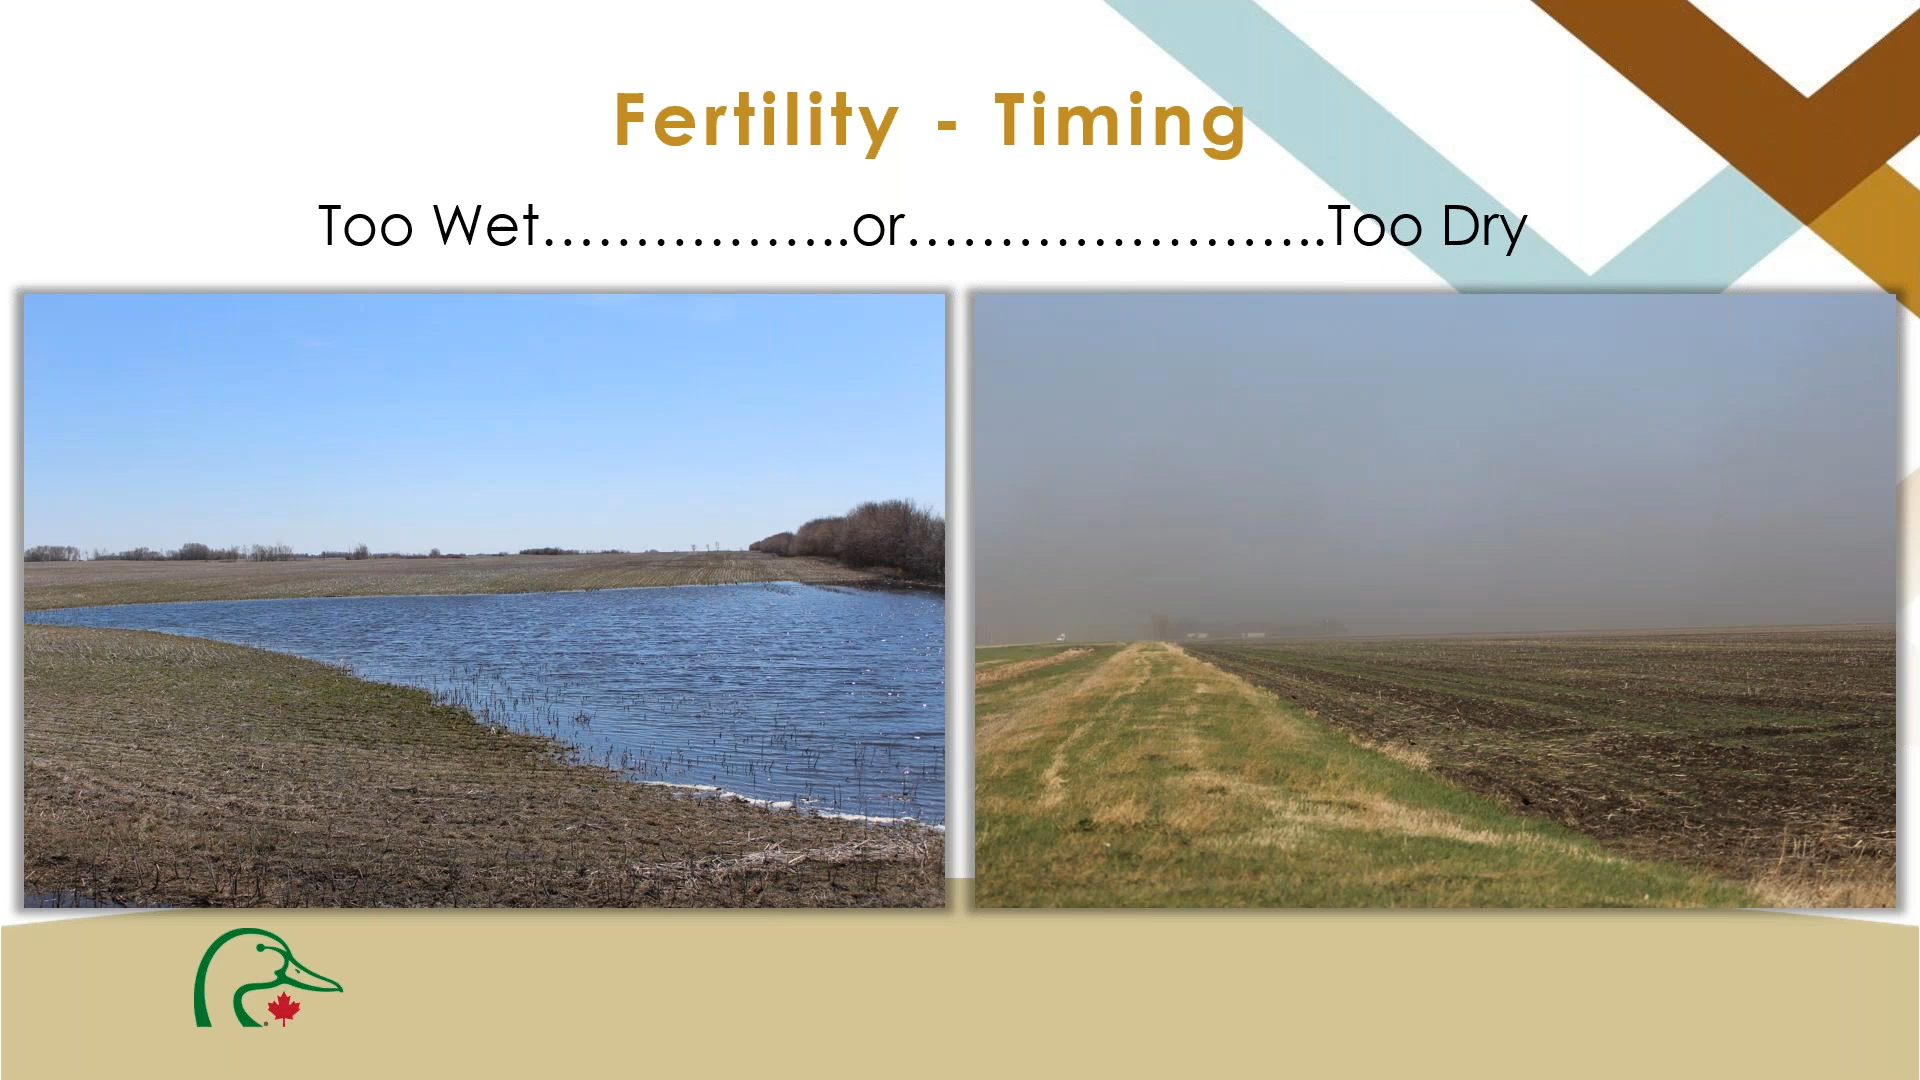 Fertility - Timing
Too Wet……………..or…………………..Too Dry